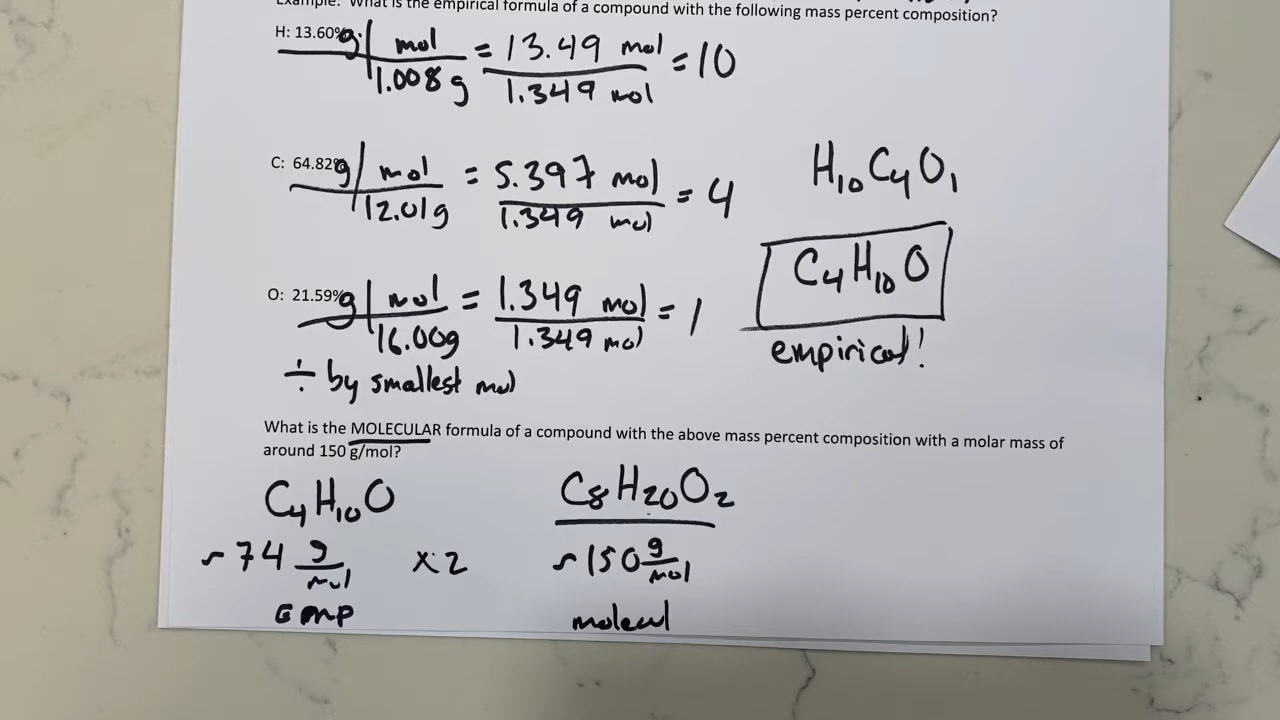 Example: What is the empirical formula of a compound with the following mass percent composition?
H: 13.60% g | mol = 13.49 mol = 10
1.008 g 1.349 mol
C: 64.82% g | mol = 5.397 mol = 4
12.01g 1.349 mol
H10C4O1
C4H10O
O: 21.59% g | mol = 1.349 mol = 1
16.00g 1.349 mol
empirical!
÷ by smallest mol
What is the MOLECULAR formula of a compound with the above mass percent composition with a molar mass of
around 150 g/mol?
C4H10O C8H20O2
~74 g/mol x2 ~150 g/mol
emp molecul